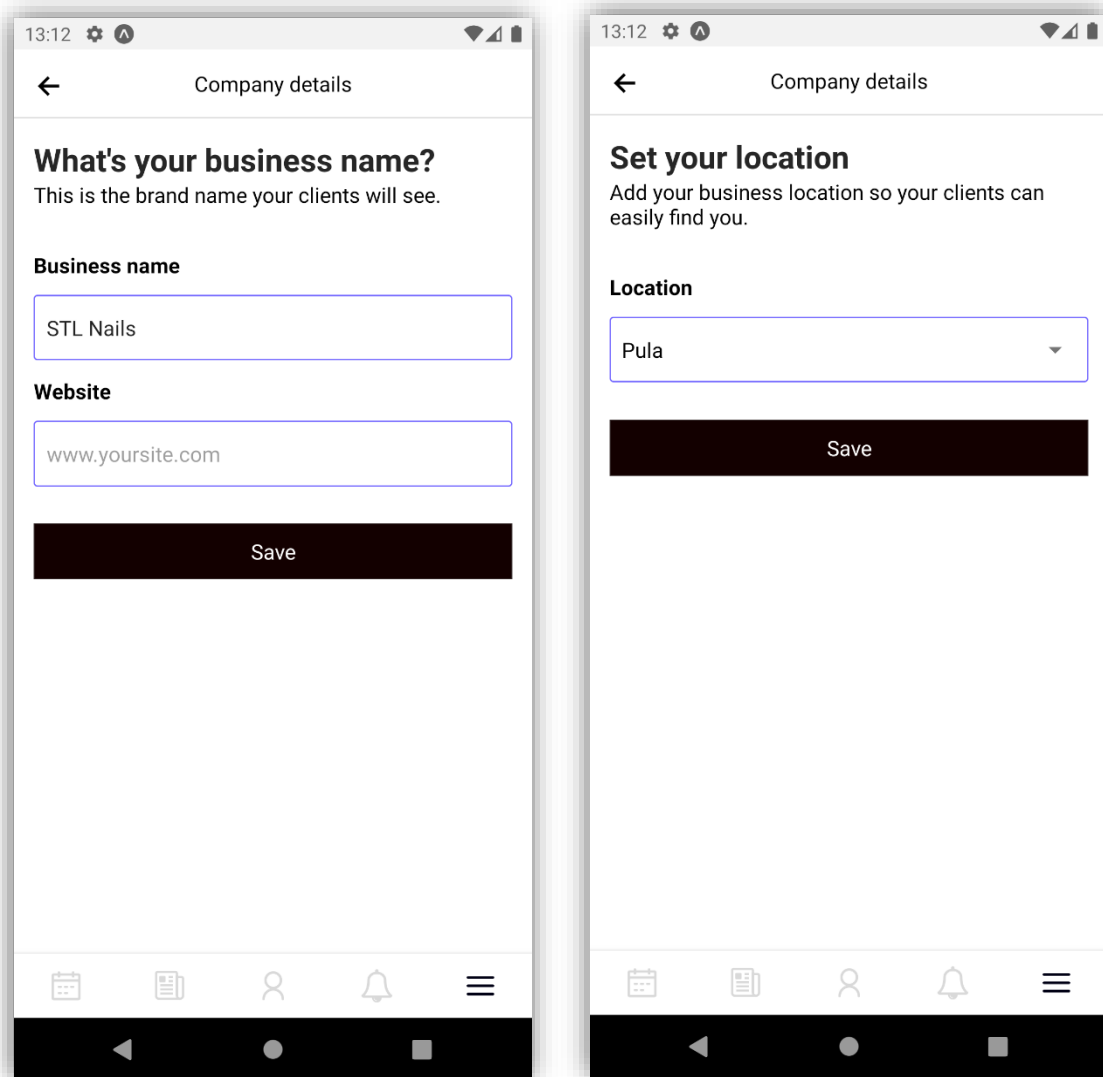 13:12
Company details
What's your business name?
This is the brand name your clients will see.
Business name
STL Nails
Website
www.yoursite.com
Save
13:12
Company details
Set your location
Add your business location so your clients can
easily find you.
Location
Pula
Save